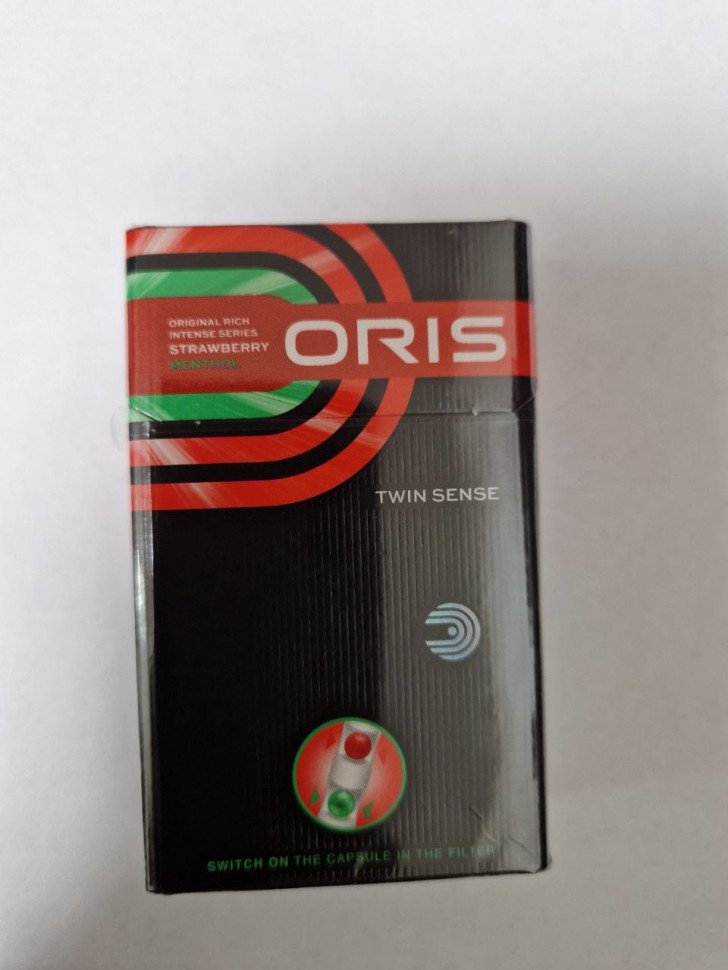 ORIGINAL RICH
INTENSE SERIES
STRAWBERRY
MENTHOL
ORIS
TWIN SENSE
SWITCH ON THE CAPSULE IN THE FILTER